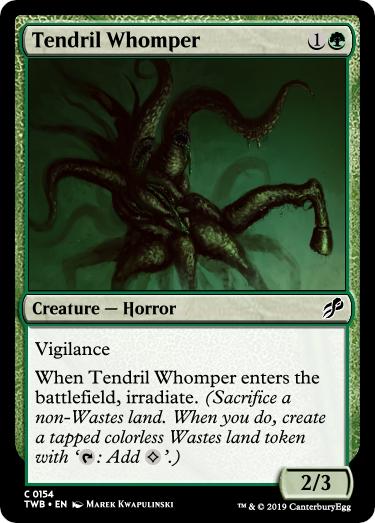 Tendril Whomper 1
Creature — Horror
Vigilance
When Tendril Whomper enters the
battlefield, irradiate. (Sacrifice a
non-Wastes land. When you do, create
a tapped colorless Wastes land token
with ‘: Add .’)
2/3
C 0154
TWB • EN Marek Kwapulinski
™ & © 2019 CanterburyEgg